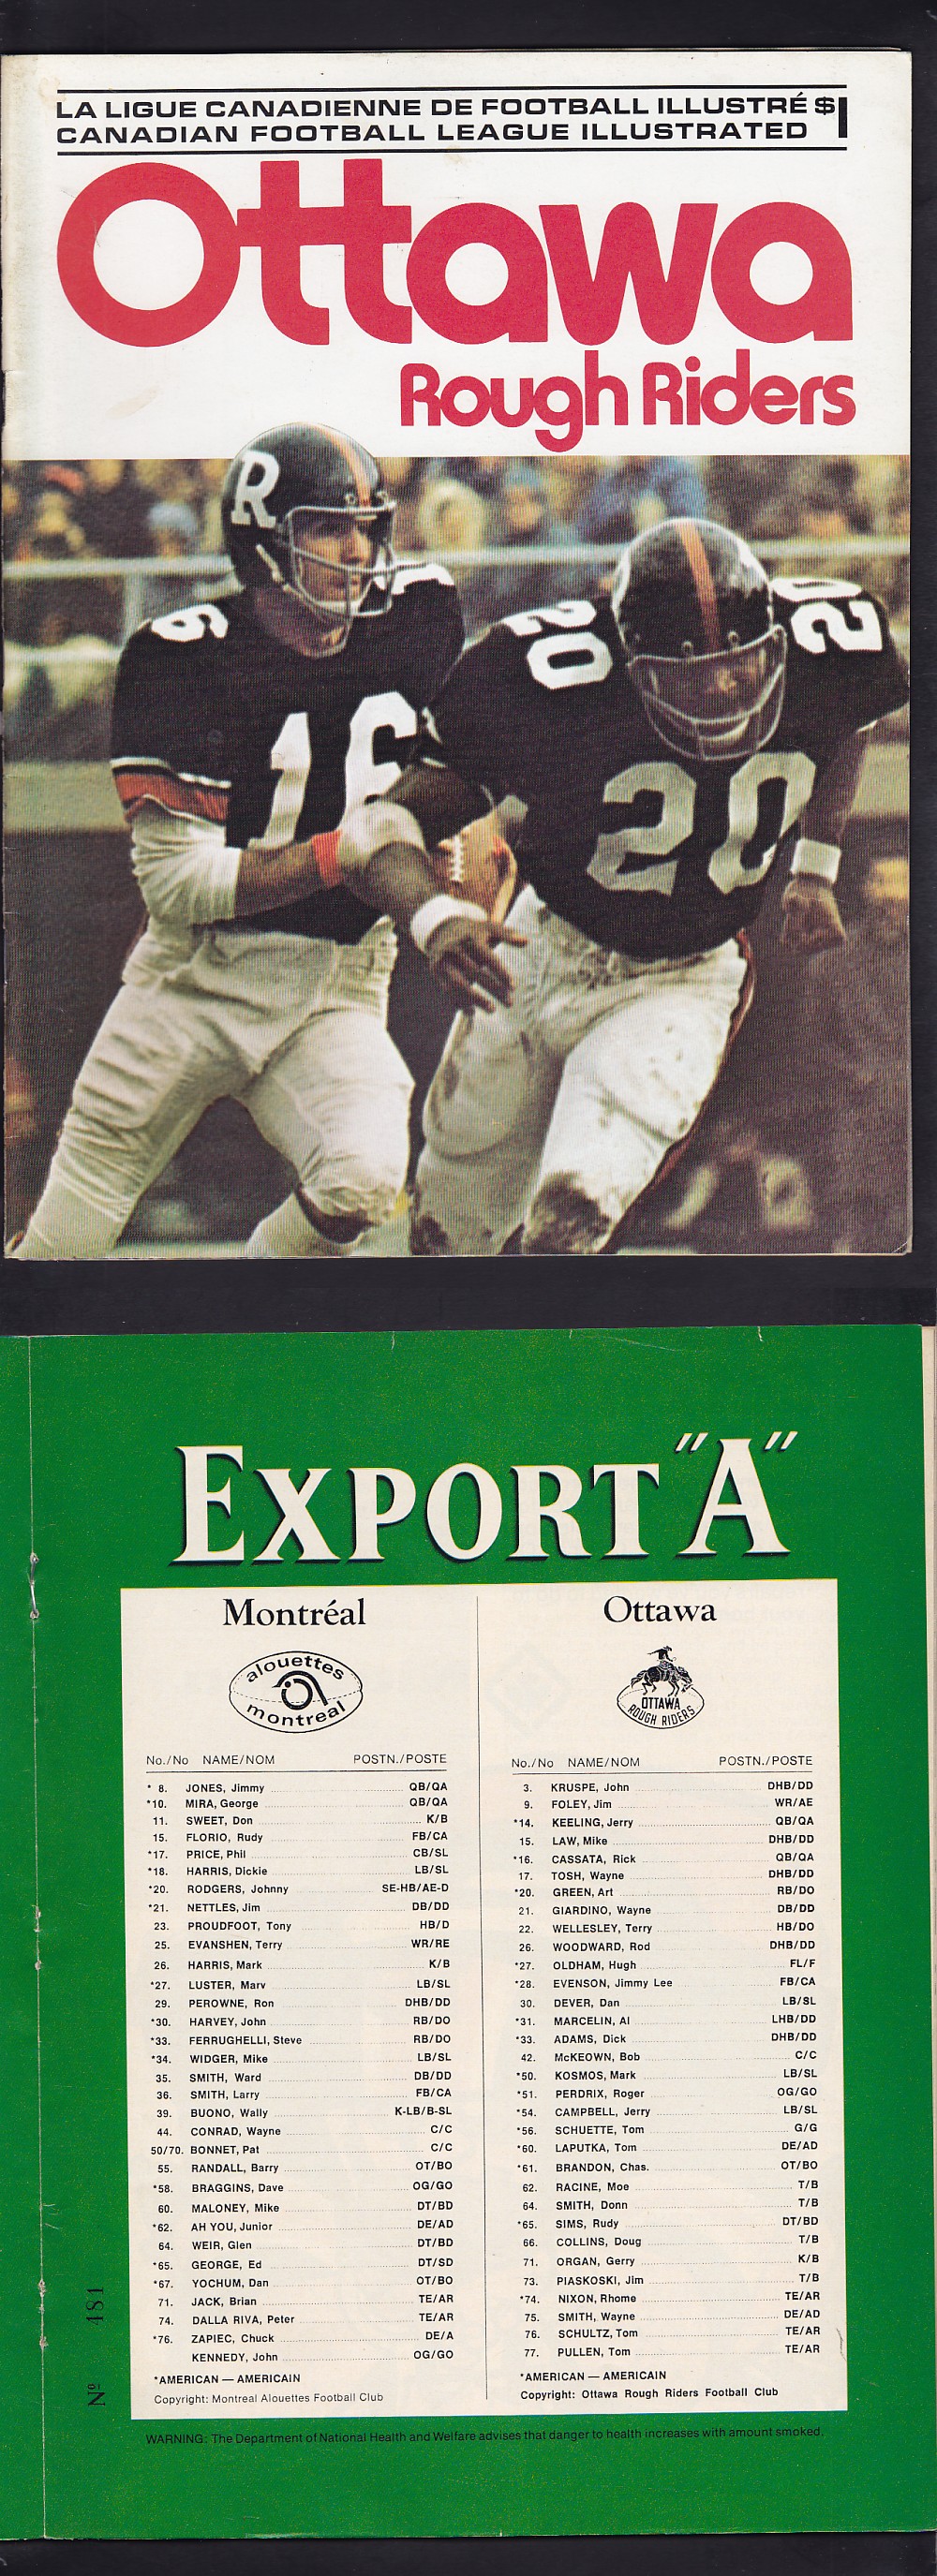 LA LIGUE CANADIENNE DE FOOTBALL ILLUSTRÉ $1
CANADIAN FOOTBALL LEAGUE ILLUSTRATED
Ottawa
Rough Riders
R
16
16
20
20
20
EXPORT "A"
Montréal
alouettes
montreal
No./No NAME/NOM POSTN./POSTE
* 8. JONES, Jimmy QB/QA
*10. MIRA, George QB/QA
11. SWEET, Don K/B
15. FLORIO, Rudy FB/CA
*17. PRICE, Phil CB/SL
*18. HARRIS, Dickie LB/SL
*20. RODGERS, Johnny SE-HB/AE-D
*21. NETTLES, Jim DB/DD
23. PROUDFOOT, Tony HB/D
25. EVANSHEN, Terry WR/RE
26. HARRIS, Mark K/B
*27. LUSTER, Marv LB/SL
29. PEROWNE, Ron DHB/DD
*30. HARVEY, John RB/DO
*33. FERRUGHELLI, Steve RB/DO
*34. WIDGER, Mike LB/SL
35. SMITH, Ward DB/DD
36. SMITH, Larry FB/CA
39. BUONO, Wally K-LB/B-SL
44. CONRAD, Wayne C/C
50/70. BONNET, Pat C/C
55. RANDALL, Barry OT/BO
*58. BRAGGINS, Dave OG/GO
60. MALONEY, Mike DT/BD
*62. AH YOU, Junior DE/AD
64. WEIR, Glen DT/BD
*65. GEORGE, Ed DT/SD
*67. YOCHUM, Dan OT/BO
71. JACK, Brian TE/AR
74. DALLA RIVA, Peter TE/AR
*76. ZAPIEC, Chuck DE/A
KENNEDY, John OG/GO
*AMERICAN — AMERICAIN
Copyright: Montreal Alouettes Football Club
Ottawa
OTTAWA
ROUGH RIDERS
No./No NAME/NOM POSTN./POSTE
3. KRUSPE, John DHB/DD
9. FOLEY, Jim WR/AE
*14. KEELING, Jerry QB/QA
15. LAW, Mike DHB/DD
*16. CASSATA, Rick QB/QA
17. TOSH, Wayne DHB/DD
*20. GREEN, Art RB/DO
21. GIARDINO, Wayne DB/DD
22. WELLESLEY, Terry HB/DO
26. WOODWARD, Rod DHB/DD
*27. OLDHAM, Hugh FL/F
*28. EVENSON, Jimmy Lee FB/CA
30. DEVER, Dan LB/SL
*31. MARCELIN, Al LHB/DD
*33. ADAMS, Dick DHB/DD
42. McKEOWN, Bob C/C
*50. KOSMOS, Mark LB/SL
*51. PERDRIX, Roger OG/GO
*54. CAMPBELL, Jerry LB/SL
*56. SCHUETTE, Tom G/G
*60. LAPUTKA, Tom DE/AD
*61. BRANDON, Chas. OT/BO
62. RACINE, Moe T/B
64. SMITH, Donn T/B
*65. SIMS, Rudy DT/BD
66. COLLINS, Doug T/B
71. ORGAN, Gerry K/B
73. PIASKOSKI, Jim T/B
*74. NIXON, Rhome TE/AR
75. SMITH, Wayne DE/AD
76. SCHULTZ, Tom TE/AR
77. PULLEN, Tom TE/AR
*AMERICAN — AMERICAIN
Copyright: Ottawa Rough Riders Football Club
Nº 481
WARNING: The Department of National Health and Welfare advises that danger to health increases with amount smoked.